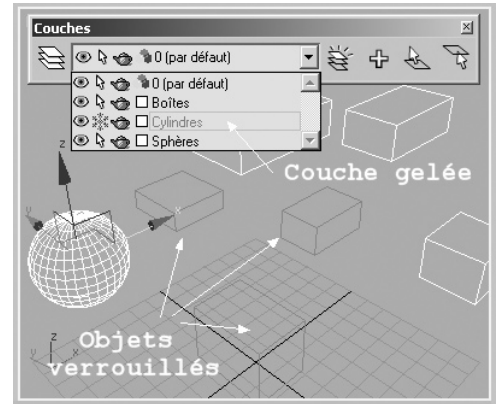 Couches
0 (par défaut)
0 (par défaut)
Boîtes
Cylindres
Sphères
z
Couche gelée
y
x
Objets
verrouillés
z
y
x